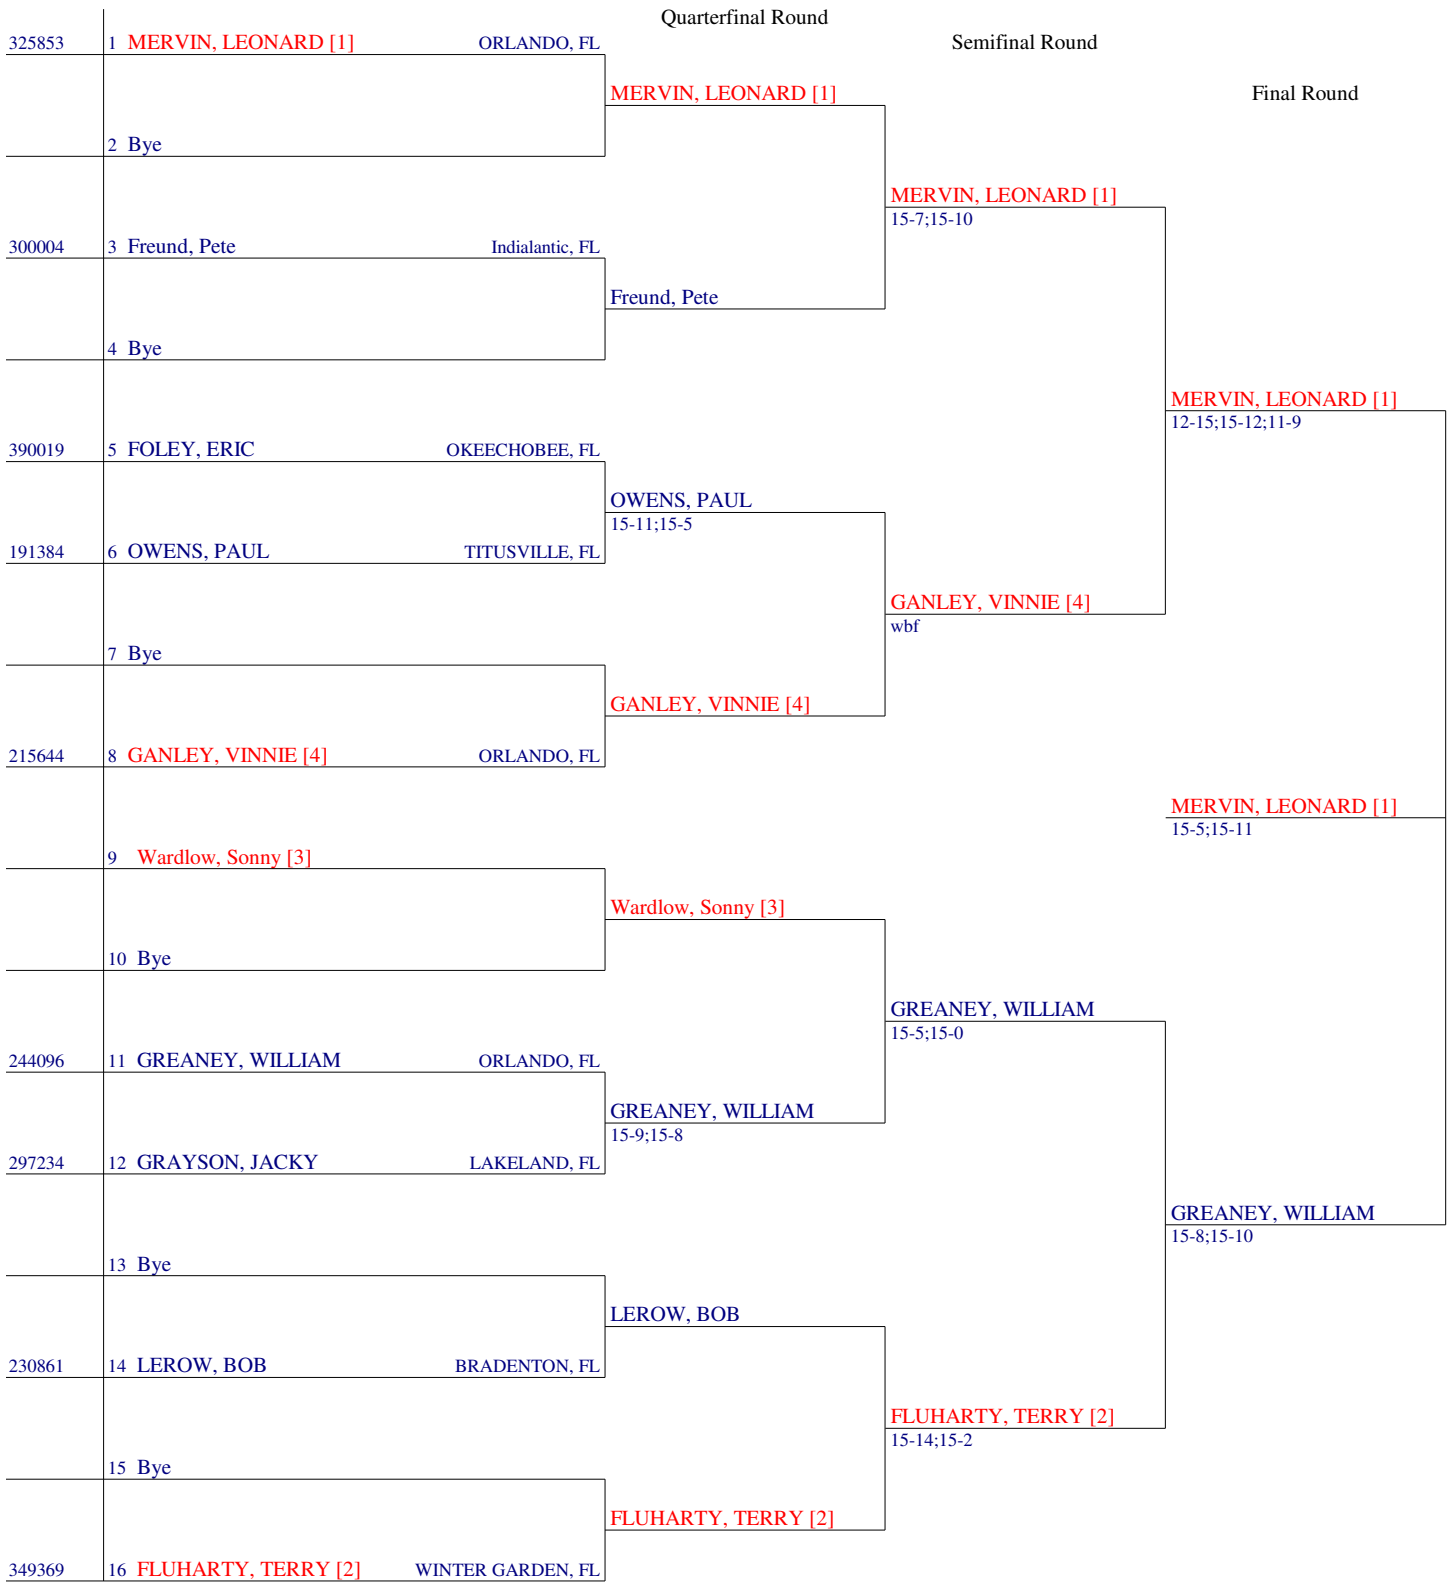 Quarterfinal Round
Semifinal Round
Final Round
325853 1 MERVIN, LEONARD [1] ORLANDO, FL
MERVIN, LEONARD [1]
2 Bye
MERVIN, LEONARD [1]
15-7;15-10
300004 3 Freund, Pete Indialantic, FL
Freund, Pete
4 Bye
MERVIN, LEONARD [1]
12-15;15-12;11-9
390019 5 FOLEY, ERIC OKEECHOBEE, FL
OWENS, PAUL
15-11;15-5
191384 6 OWENS, PAUL TITUSVILLE, FL
GANLEY, VINNIE [4]
wbf
7 Bye
GANLEY, VINNIE [4]
215644 8 GANLEY, VINNIE [4] ORLANDO, FL
MERVIN, LEONARD [1]
15-5;15-11
9 Wardlow, Sonny [3]
Wardlow, Sonny [3]
10 Bye
GREANEY, WILLIAM
15-5;15-0
244096 11 GREANEY, WILLIAM ORLANDO, FL
GREANEY, WILLIAM
15-9;15-8
297234 12 GRAYSON, JACKY LAKELAND, FL
GREANEY, WILLIAM
15-8;15-10
13 Bye
LEROW, BOB
230861 14 LEROW, BOB BRADENTON, FL
FLUHARTY, TERRY [2]
15-14;15-2
15 Bye
FLUHARTY, TERRY [2]
349369 16 FLUHARTY, TERRY [2] WINTER GARDEN, FL